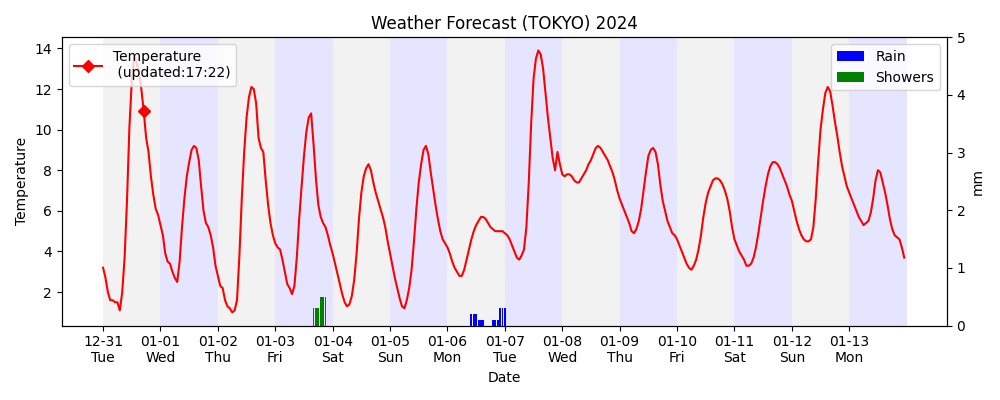 Weather Forecast (TOKYO) 2024
Temperature
(updated:17:22)
Rain
Showers
Temperature
14
12
10
8
6
4
2
5
4
3
2
1
0
mm
12-31 01-01 01-02 01-03 01-04 01-05 01-06 01-07 01-08 01-09 01-10 01-11 01-12 01-13
Tue Wed Thu Fri Sat Sun Mon Tue Wed Thu Fri Sat Sun Mon
Date